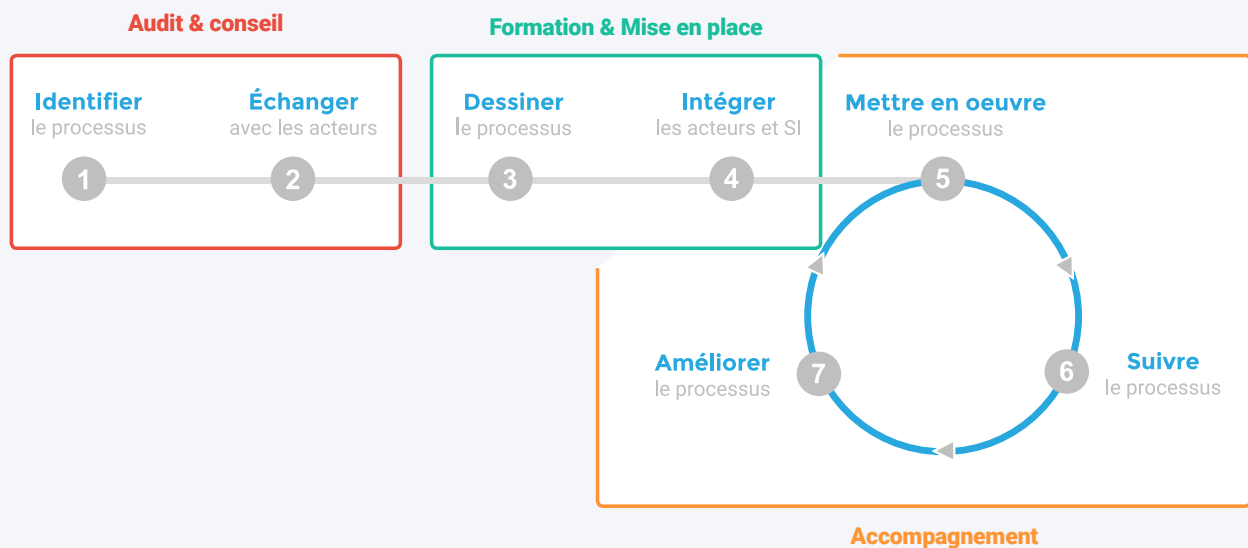 Audit & conseil
Formation & Mise en place
Identifier
le processus
Échanger
avec les acteurs
Dessiner
le processus
Intégrer
les acteurs et SI
Mettre en oeuvre
le processus
1
2
3
4
5
Améliorer
le processus
7
6
Suivre
le processus
Accompagnement